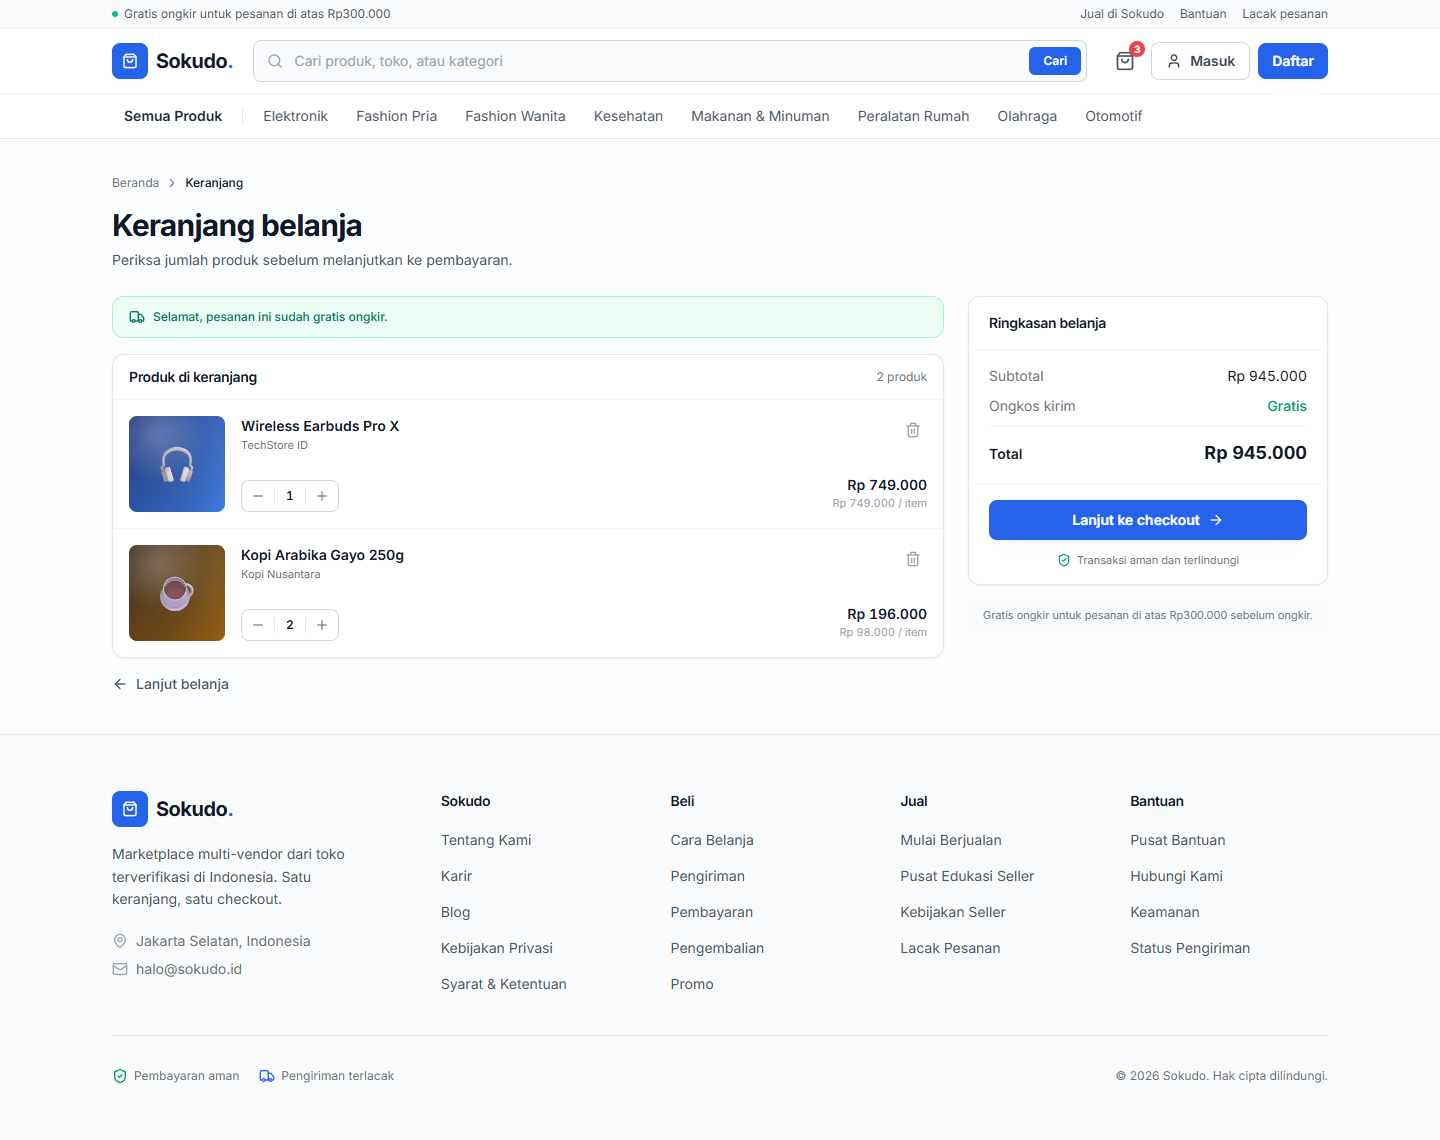 Gratis ongkir untuk pesanan di atas Rp300.000
Jual di Sokudo
Bantuan
Lacak pesanan
Sokudo.
Cari produk, toko, atau kategori
Cari
3
Masuk
Daftar
Semua Produk
Elektronik
Fashion Pria
Fashion Wanita
Kesehatan
Makanan & Minuman
Peralatan Rumah
Olahraga
Otomotif
Beranda
Keranjang
Keranjang belanja
Periksa jumlah produk sebelum melanjutkan ke pembayaran.
Selamat, pesanan ini sudah gratis ongkir.
Produk di keranjang
2 produk
Wireless Earbuds Pro X
TechStore ID
1
Rp 749.000
Rp 749.000 / item
Kopi Arabika Gayo 250g
Kopi Nusantara
2
Rp 196.000
Rp 98.000 / item
Lanjut belanja
Ringkasan belanja
Subtotal
Rp 945.000
Ongkos kirim
Gratis
Total
Rp 945.000
Lanjut ke checkout
Transaksi aman dan terlindungi
Gratis ongkir untuk pesanan di atas Rp300.000 sebelum ongkir.
Sokudo.
Marketplace multi-vendor dari toko
terverifikasi di Indonesia. Satu
keranjang, satu checkout.
Jakarta Selatan, Indonesia
halo@sokudo.id
Sokudo
Tentang Kami
Karir
Blog
Kebijakan Privasi
Syarat & Ketentuan
Beli
Cara Belanja
Pengiriman
Pembayaran
Pengembalian
Promo
Jual
Mulai Berjualan
Pusat Edukasi Seller
Kebijakan Seller
Lacak Pesanan
Bantuan
Pusat Bantuan
Hubungi Kami
Keamanan
Status Pengiriman
Pembayaran aman
Pengiriman terlacak
© 2026 Sokudo. Hak cipta dilindungi.